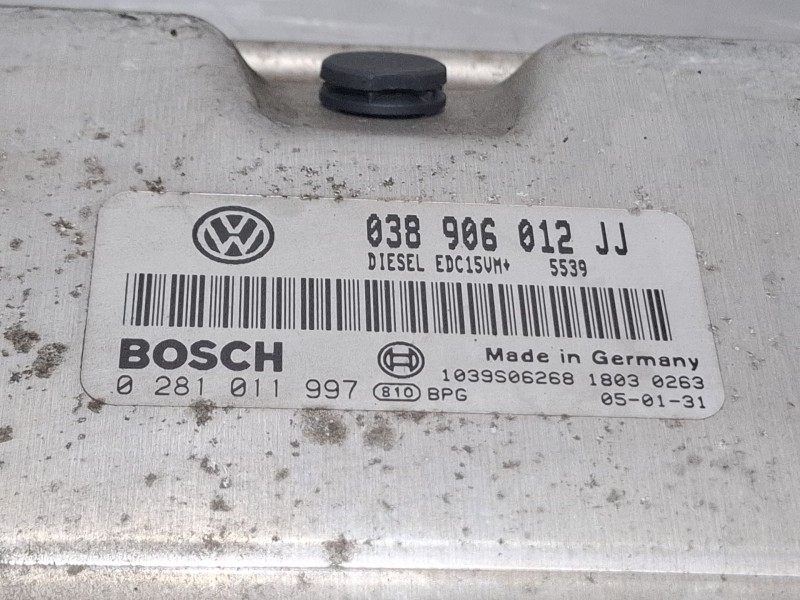 038 906 012 JJ
DIESEL EDC15VM+ 5539
BOSCH
Made in Germany
0 281 011 997
1039S06268 1803 0263
810 BPG
05-01-31